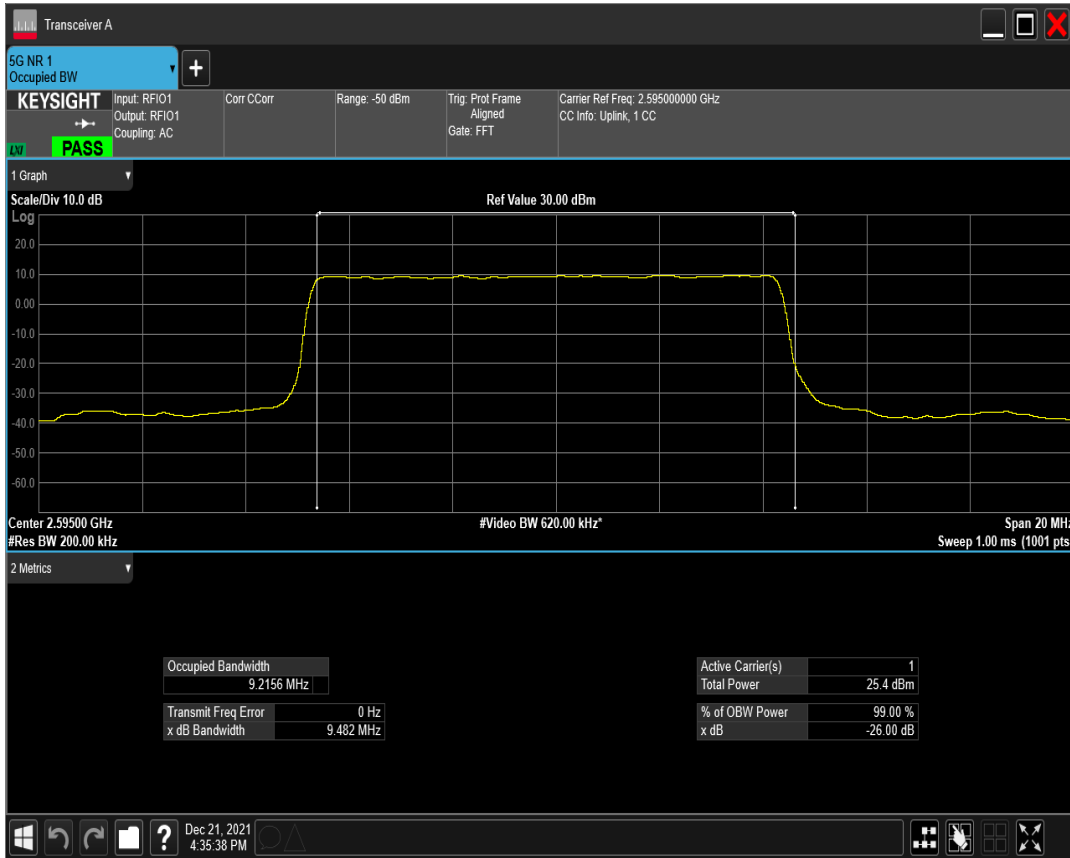 Transceiver A
5G NR 1
Occupied BW
+
KEYSIGHT
LXI
PASS
Input: RFIO1
Output: RFIO1
Coupling: AC
Corr CCorr
Range: -50 dBm
Trig: Prot Frame
Aligned
Gate: FFT
Carrier Ref Freq: 2.595000000 GHz
CC Info: Uplink, 1 CC
1 Graph
Scale/Div 10.0 dB
Ref Value 30.00 dBm
Log
20.0
10.0
0.00
-10.0
-20.0
-30.0
-40.0
-50.0
-60.0
Center 2.59500 GHz
#Video BW 620.00 kHz*
Span 20 MHz
#Res BW 200.00 kHz
Sweep 1.00 ms (1001 pts
2 Metrics
Occupied Bandwidth
9.2156 MHz
Transmit Freq Error 0 Hz
x dB Bandwidth 9.482 MHz
Active Carrier(s) 1
Total Power 25.4 dBm
% of OBW Power 99.00 %
x dB -26.00 dB
?
Dec 21, 2021
4:35:38 PM